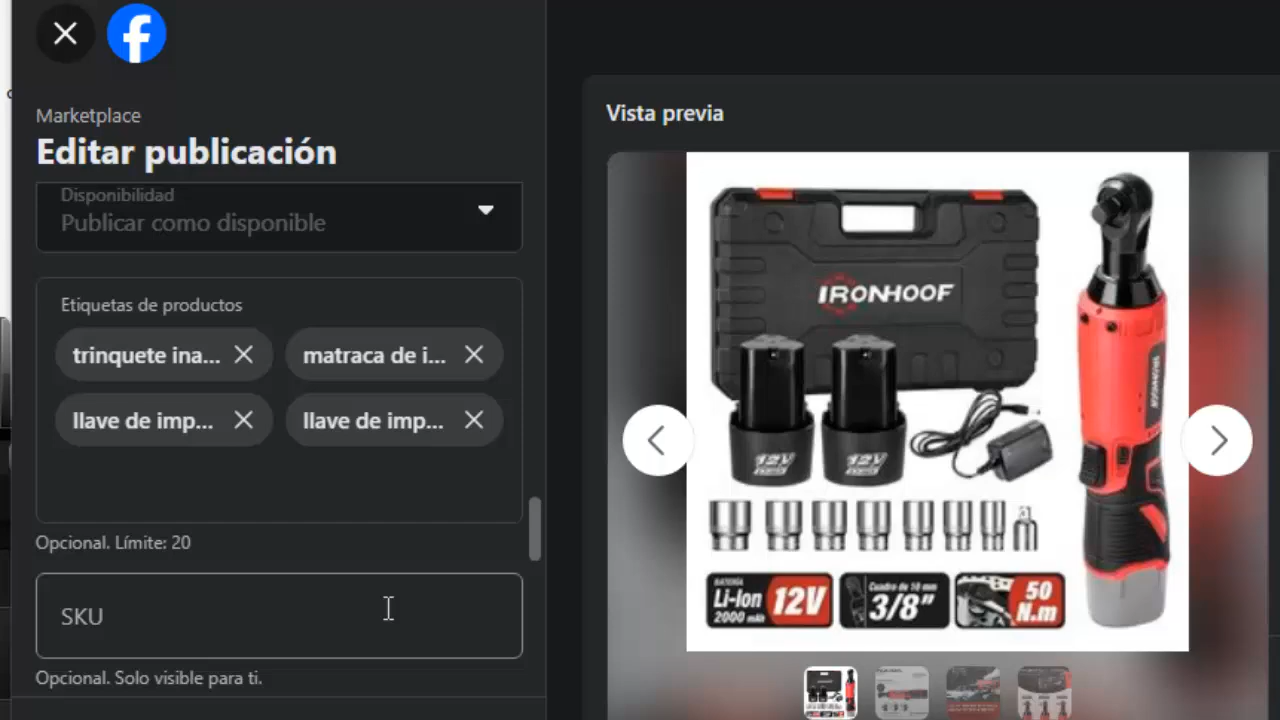 Marketplace
Editar publicación
Disponibilidad
Publicar como disponible
Etiquetas de productos
trinquete ina...
matraca de i...
llave de imp...
llave de imp...
Opcional. Límite: 20
SKU
Opcional. Solo visible para ti.
Vista previa
IRONHOOF
IRONHOOF
12V
12V
BATERÍA
Li-Ion
2000 mAh
12V
Cuadro de 10 mm
3/8"
50
N.m